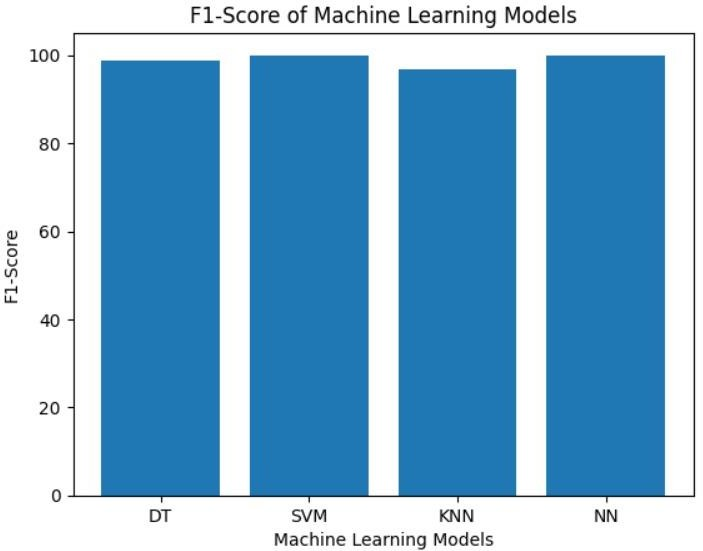 F1-Score of Machine Learning Models
100
80
60
40
20
0
F1-Score
DT SVM KNN NN
Machine Learning Models